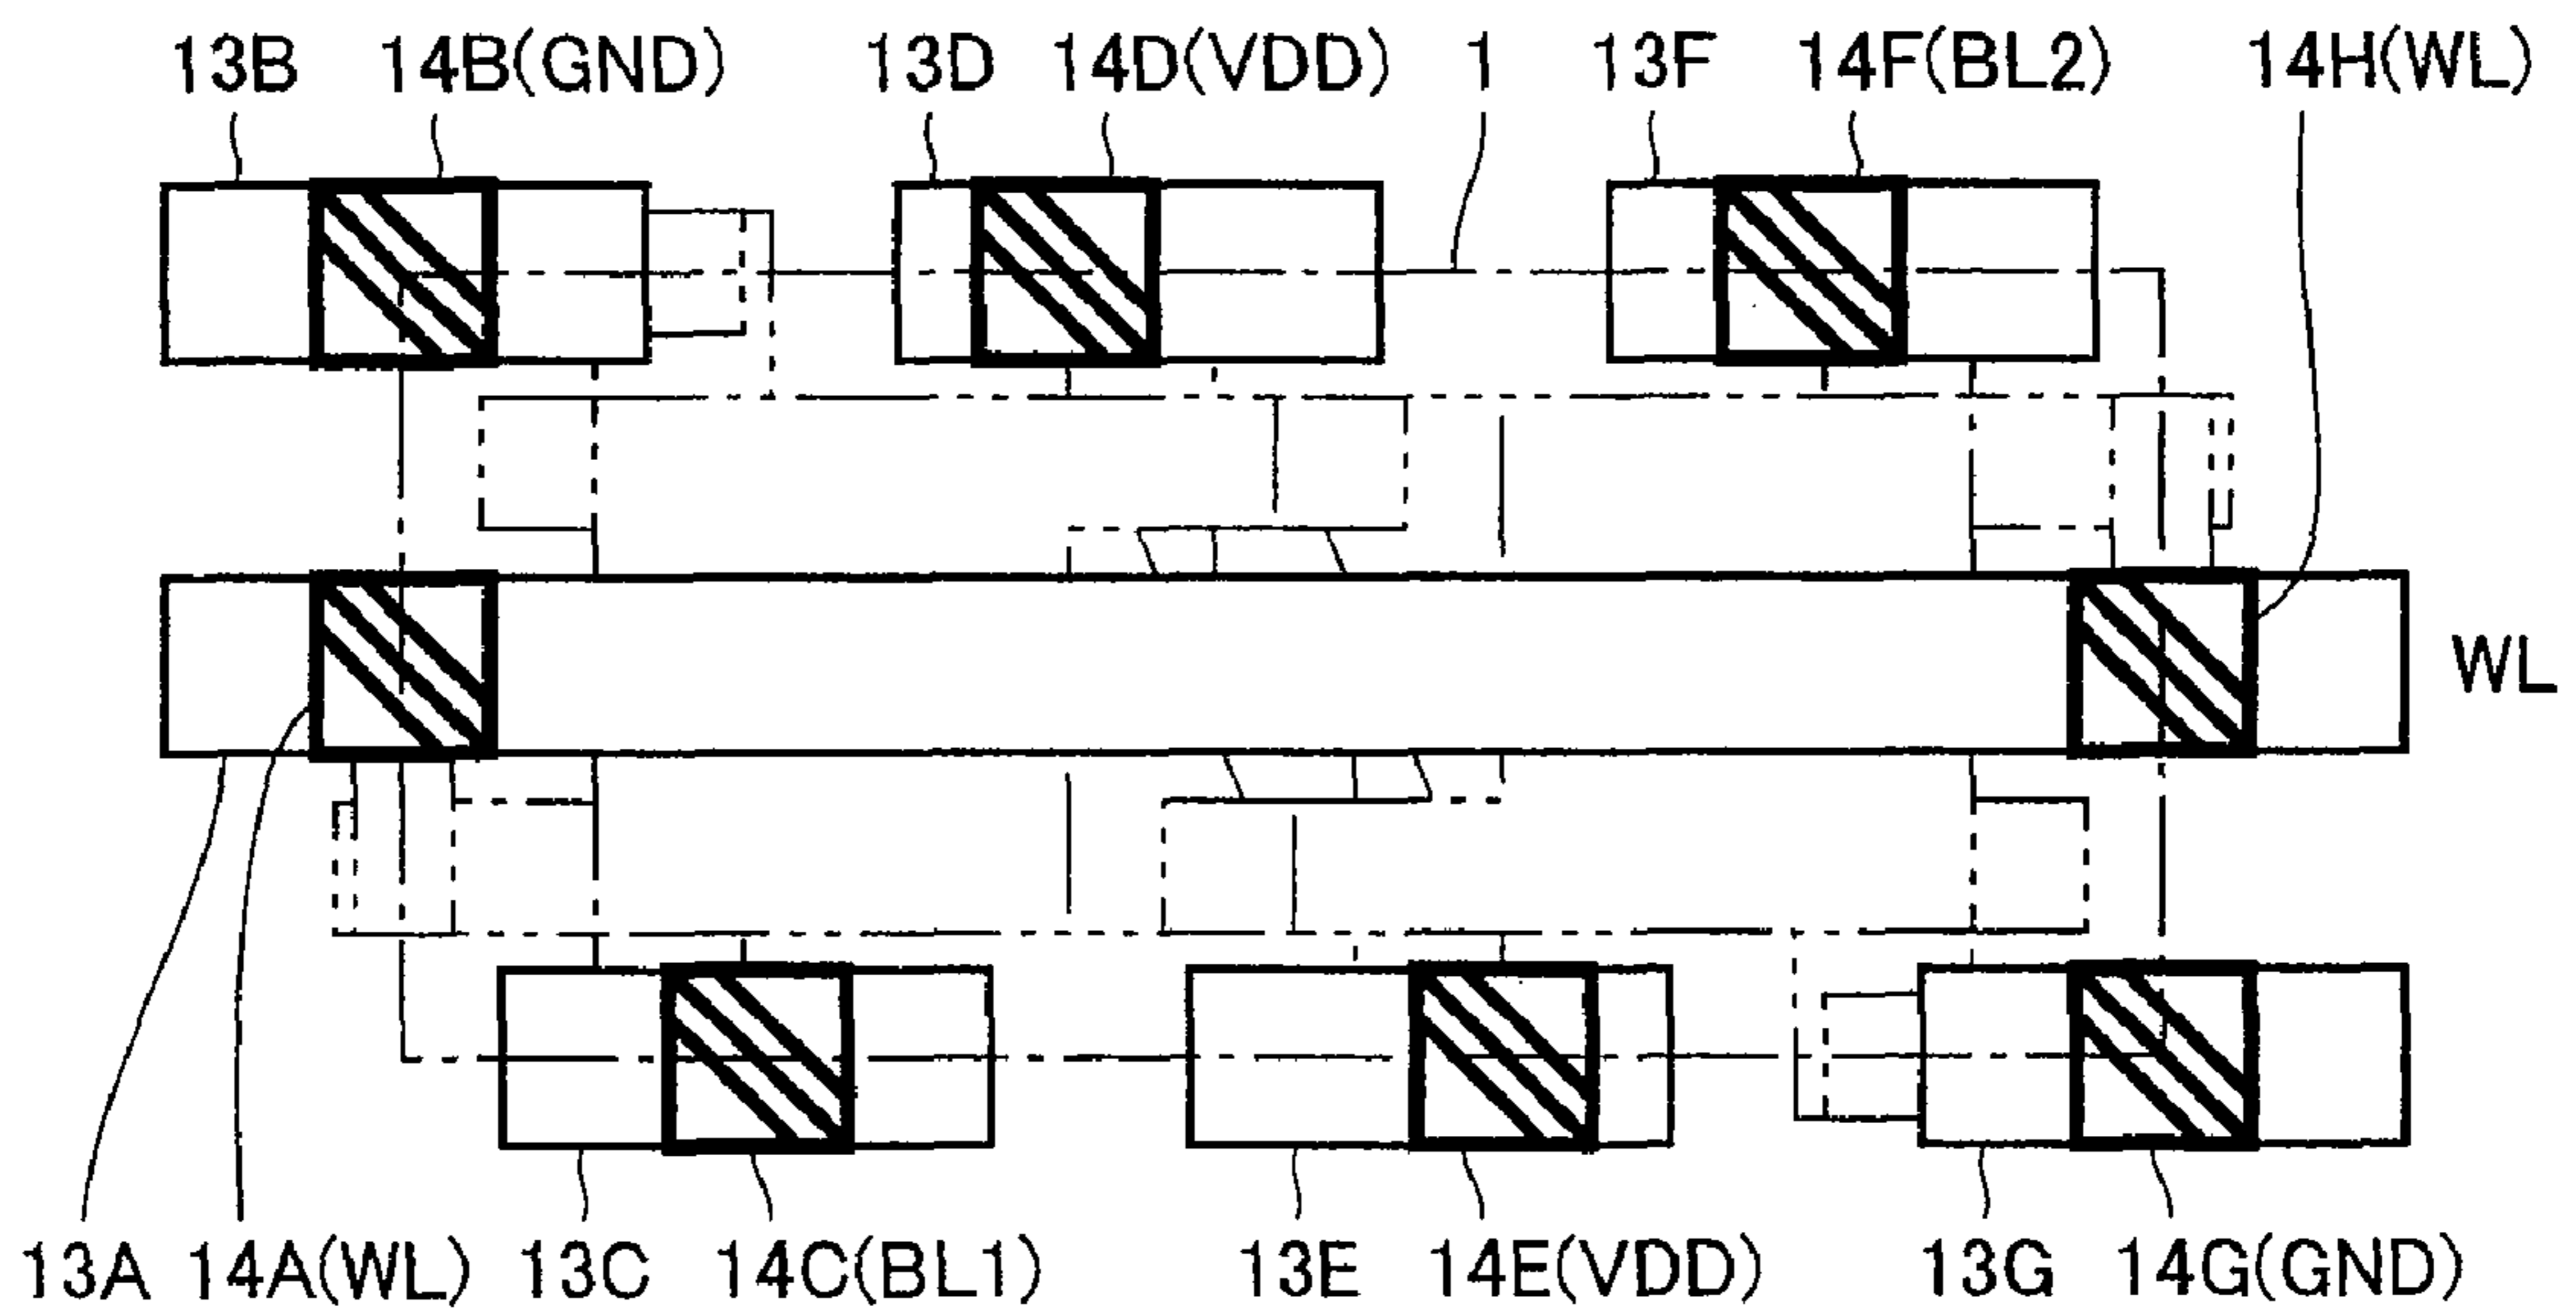 13B 14B(GND) 13D 14D(VDD) 1 13F 14F(BL2) 14H(WL)
WL
13A 14A(WL) 13C 14C(BL1) 13E 14E(VDD) 13G 14G(GND)